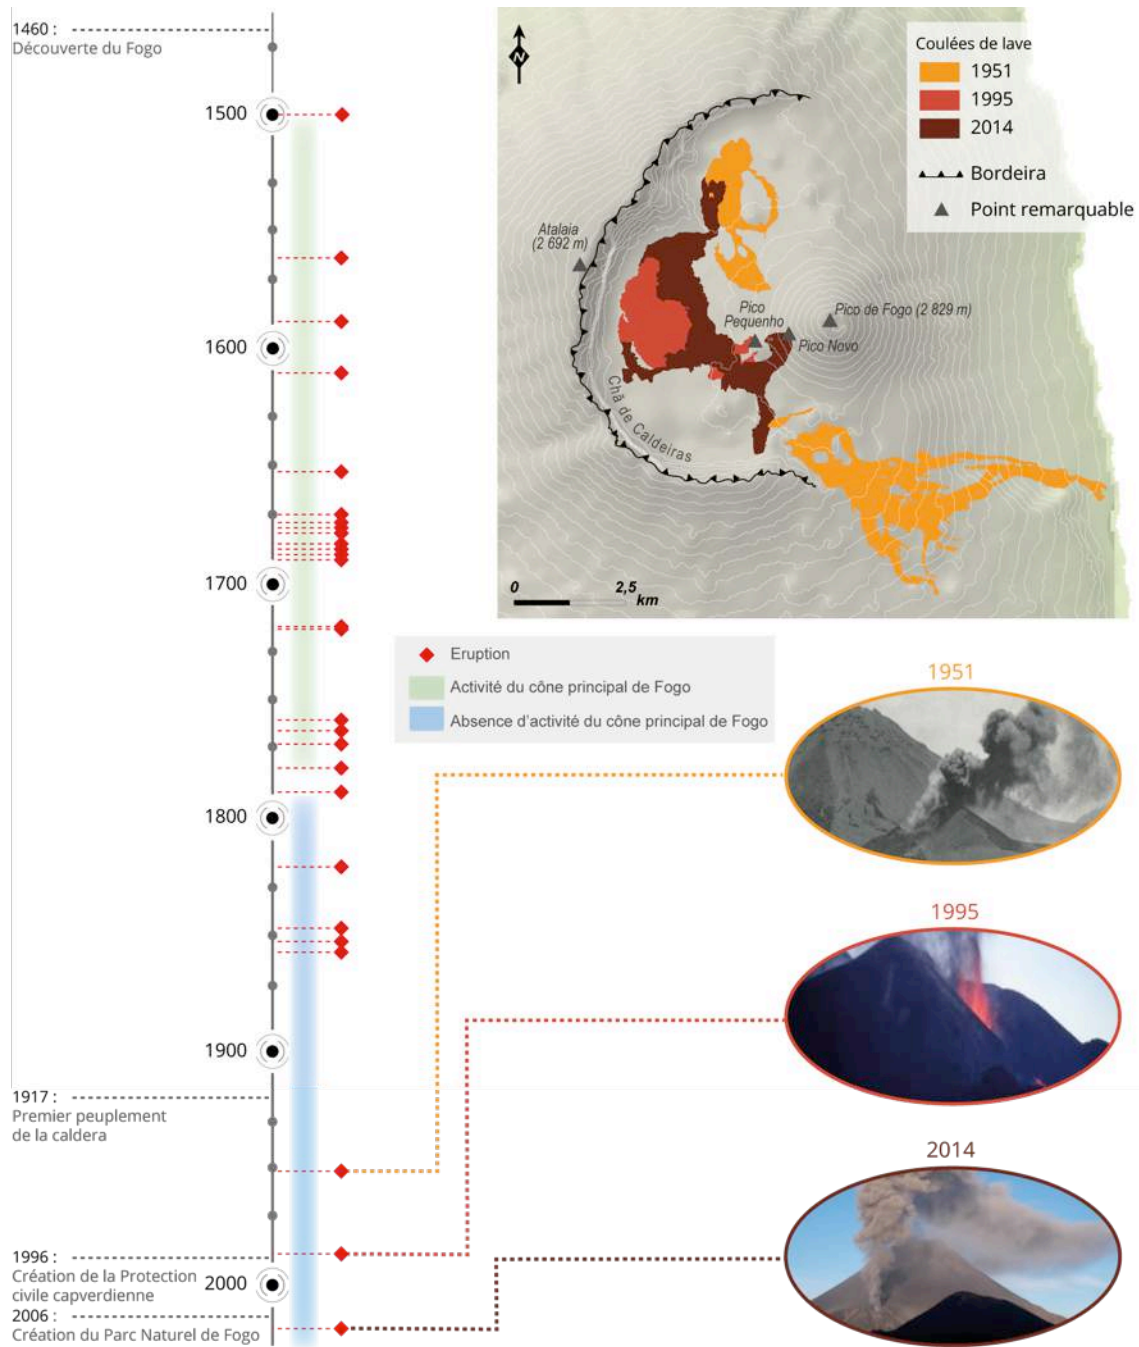 1460 :
Découverte du Fogo
1500
1600
1700
1800
1900
1917 :
Premier peuplement
de la caldera
1996 :
Création de la Protection
civile capverdienne
2000
2006 :
Création du Parc Naturel de Fogo
N
Coulées de lave
1951
1995
2014
Bordeira
Point remarquable
Atalaia
(2 692 m)
Pico
Pequenho
Pico de Fogo (2 829 m)
Pico Novo
Chã de Caldeiras
0 2,5
km
Eruption
Activité du cône principal de Fogo
Absence d'activité du cône principal de Fogo
1951
1995
2014